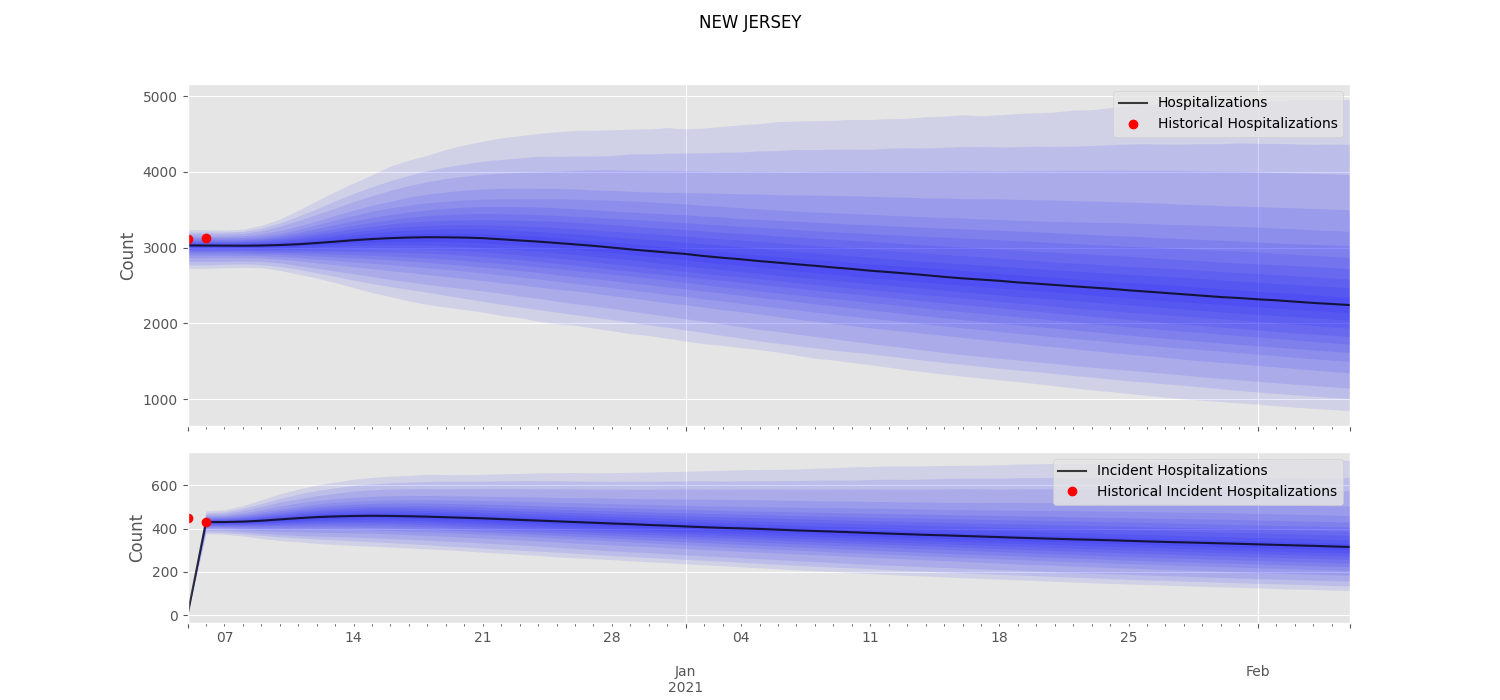 NEW JERSEY
5000
4000
3000
2000
1000
Count
Hospitalizations
Historical Hospitalizations
600
400
200
0
Count
Incident Hospitalizations
Historical Incident Hospitalizations
07 14 21 28 04 11 18 25
Jan Feb
2021